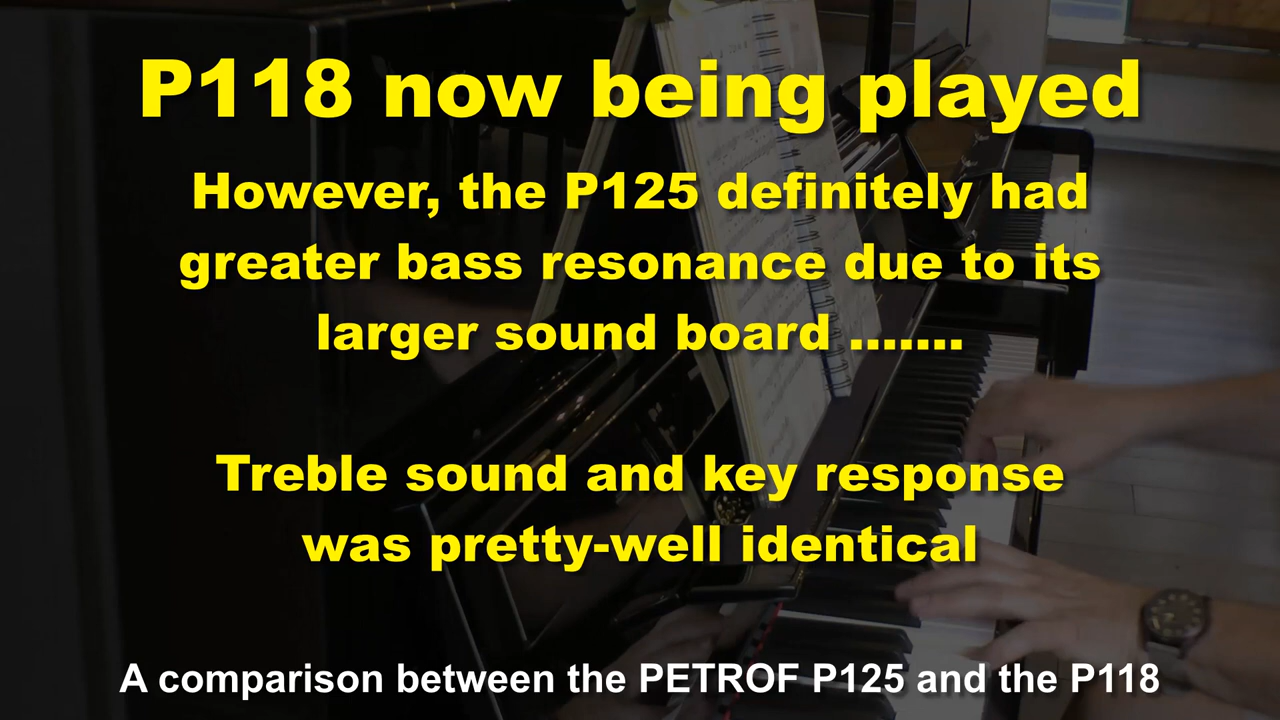 P118 now being played
However, the P125 definitely had
greater bass resonance due to its
larger sound board .......
Treble sound and key response
was pretty-well identical
A comparison between the PETROF P125 and the P118